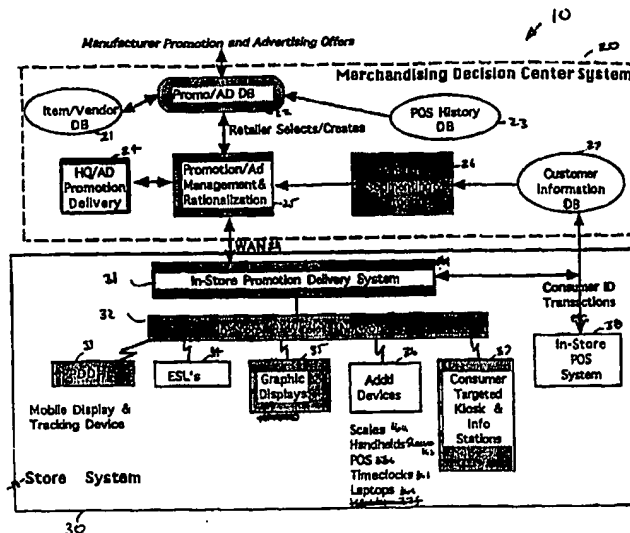 10
Manufacturer Promotion and Advertising Offers
20
Merchandising Decision Center System
Promo/AD DB
22
Item/Vendor
DB
21
POS History
DB
23
Retailer Selects/Creates
24
HQ/AD
Promotion
Delivery
Promotion/Ad
Management &
Rationalization
25
26
27
Customer
Information
DB
WAN
31
In-Store Promotion Delivery System
Consumer ID
Transactions
32
38
In-Store
POS
System
33
Mobile Display &
Tracking Device
ESL's
34
Graphic
Displays
35
Addtl
Devices
36
Scales
Handhelds
POS
Timeclocks
Laptops
37
Consumer
Targeted
Kiosk &
Info
Stations
Store System
30